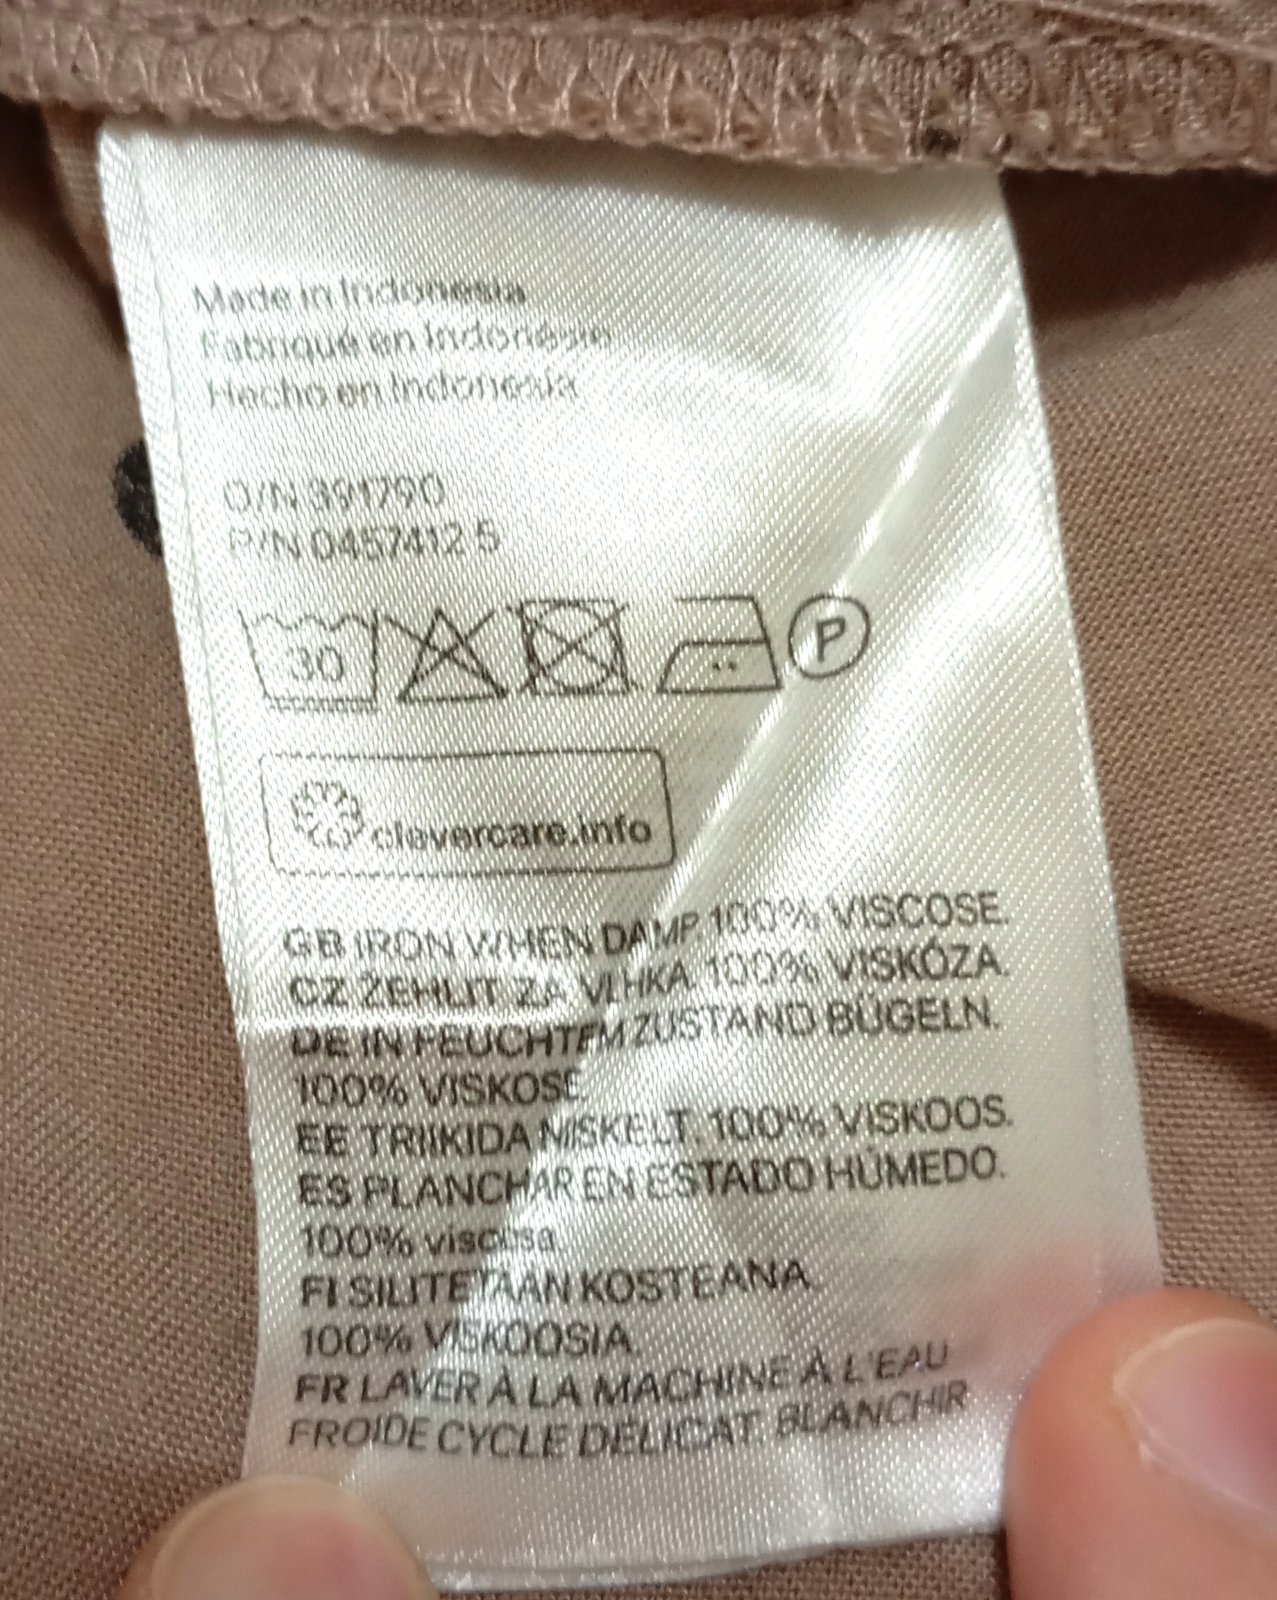 Made in Indonesia
Fabriqué en Indonésie
Hecho en Indonesia
O/N 391790
P/N 0457412 5
30
P
clevercare.info
GB IRON WHEN DAMP. 100% VISCOSE.
CZ ŽEHLIT ZA VLHKA. 100% VISKÓZA.
DE IN FEUCHTEM ZUSTAND BÜGELN.
100% VISKOSE.
EE TRIIKIDA NIISKELT. 100% VISKOOS.
ES PLANCHAR EN ESTADO HÚMEDO.
100% viscosa.
FI SILITETÄÄN KOSTEANA.
100% VISKOOSIA.
FR LAVER À LA MACHINE À L'EAU
FROIDE CYCLE DÉLICAT. BLANCHIR